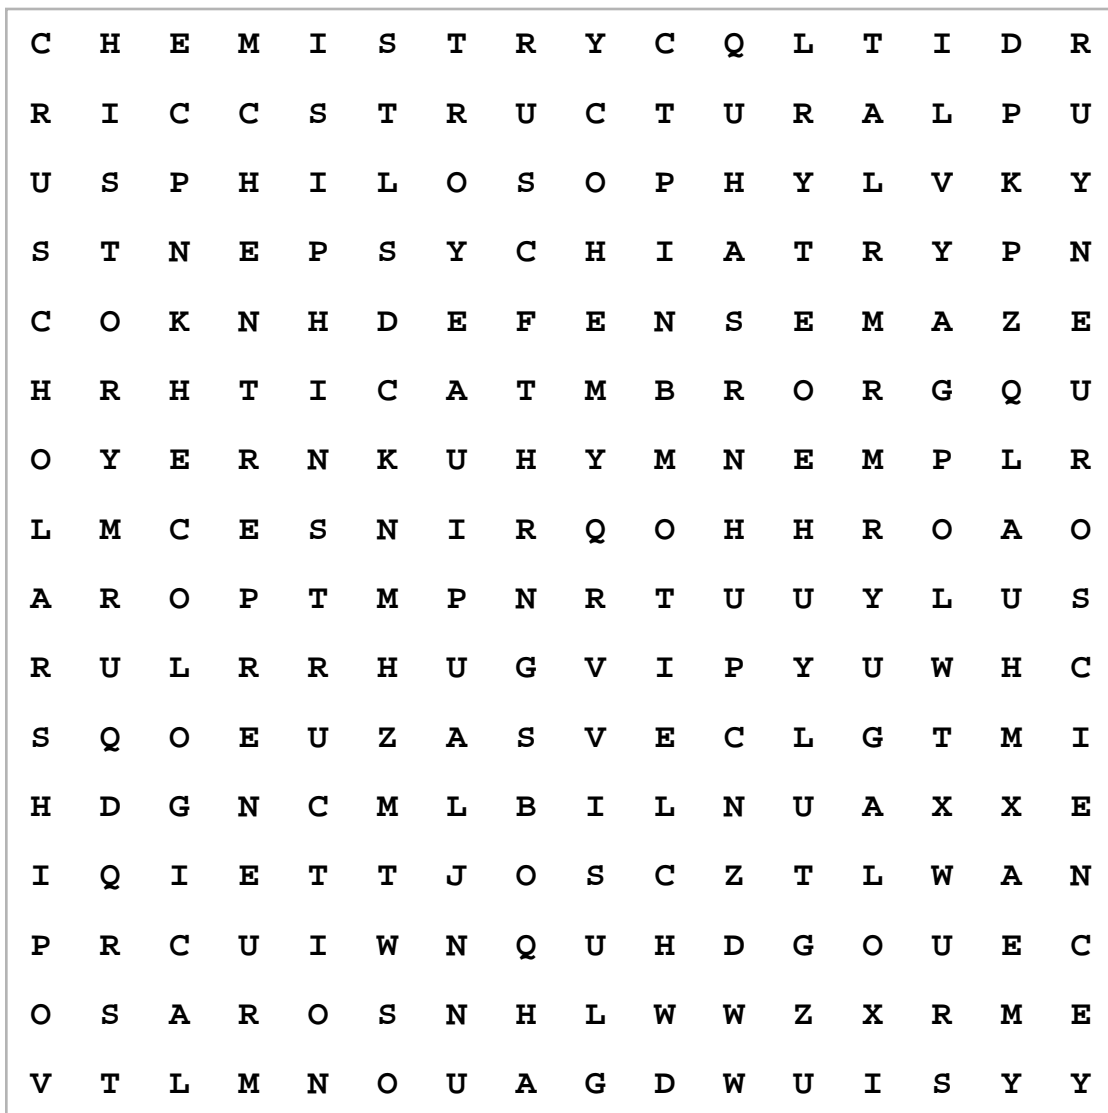 C H E M I S T R Y C Q L T I D R
R I C C S T R U C T U R A L P U
U S P H I L O S O P H Y L V K Y
S T N E P S Y C H I A T R Y P N
C O K N H D E F E N S E M A Z E
H R H T I C A T M B R O R G Q U
O Y E R N K U H Y M N E M P L R
L M C E S N I R Q O H H R O A O
A R O P T M P N R T U U Y L U S
R U L R R H U G V I P Y U W H C
S Q O E U Z A S V E C L G T M I
H D G N C M L B I L N U A X X E
I Q I E T T J O S C Z T L W A N
P R C U I W N Q U H D G O U E C
O S A R O S N H L W W Z X R M E
V T L M N O U A G D W U I S Y Y